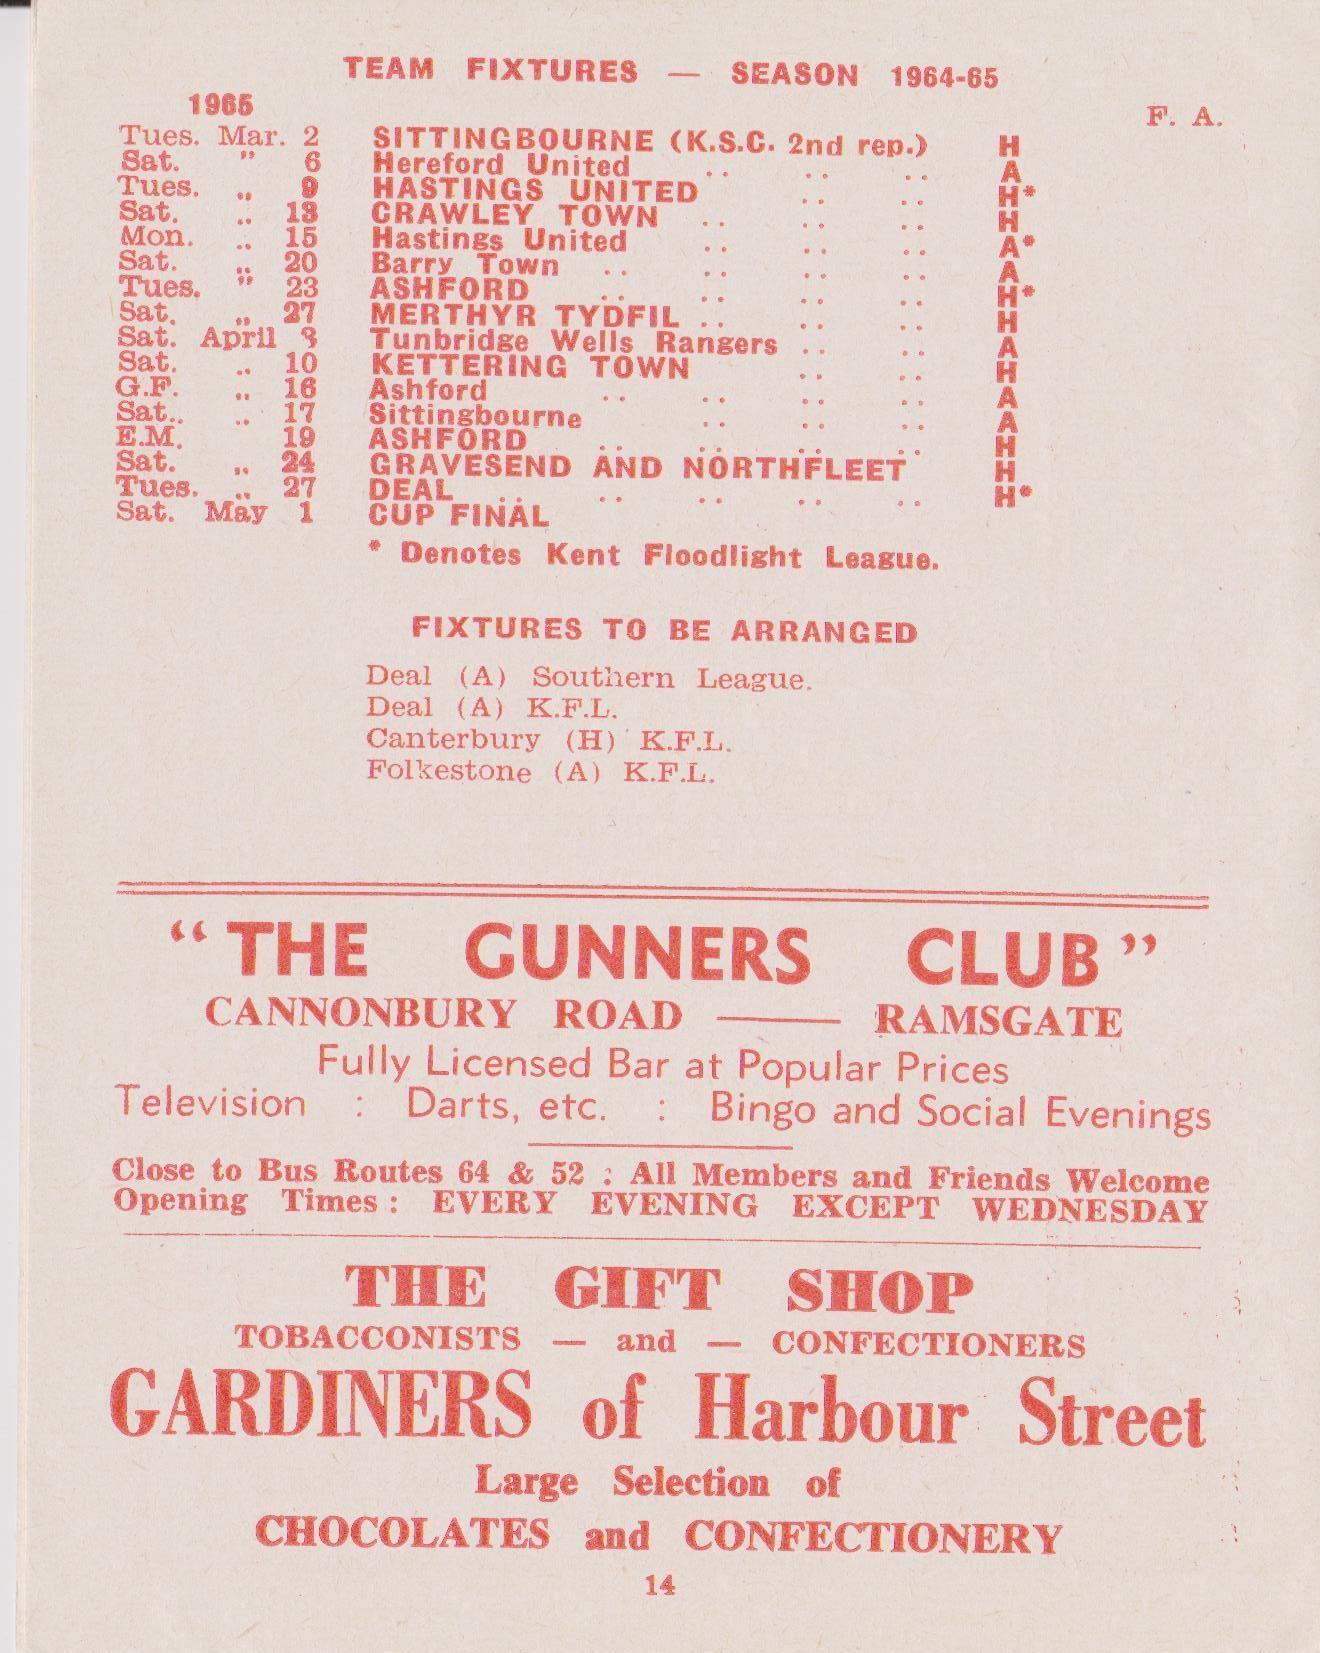 TEAM FIXTURES — SEASON 1964-65
1965
F. A.
Tues. Mar. 2 SITTINGBOURNE (K.S.C. 2nd rep.) H
Sat. " 6 Hereford United .. .. .. A
Tues. ,, 9 HASTINGS UNITED .. .. H*
Sat. ,, 13 CRAWLEY TOWN .. .. .. H
Mon. ,, 15 Hastings United .. .. .. A*
Sat. ,, 20 Barry Town .. .. .. .. A
Tues. " 23 ASHFORD .. .. .. .. H*
Sat. ,, 27 MERTHYR TYDFIL .. .. .. H
Sat. April 3 Tunbridge Wells Rangers .. .. A
Sat. ,, 10 KETTERING TOWN .. .. H
G.F. ,, 16 Ashford .. .. .. .. A
Sat.. ,, 17 Sittingbourne .. .. .. A
E.M. 19 ASHFORD .. .. .. .. H
Sat. ,, 24 GRAVESEND AND NORTHFLEET H
Tues. ,, 27 DEAL .. .. .. .. .. H*
Sat. May 1 CUP FINAL
* Denotes Kent Floodlight League.
FIXTURES TO BE ARRANGED
Deal (A) Southern League.
Deal (A) K.F.L.
Canterbury (H) K.F.L.
Folkestone (A) K.F.L.
“THE GUNNERS CLUB”
CANNONBURY ROAD — RAMSGATE
Fully Licensed Bar at Popular Prices
Television : Darts, etc. : Bingo and Social Evenings
Close to Bus Routes 64 & 52 : All Members and Friends Welcome
Opening Times : EVERY EVENING EXCEPT WEDNESDAY
THE GIFT SHOP
TOBACCONISTS — and — CONFECTIONERS
GARDINERS of Harbour Street
Large Selection of
CHOCOLATES and CONFECTIONERY
14